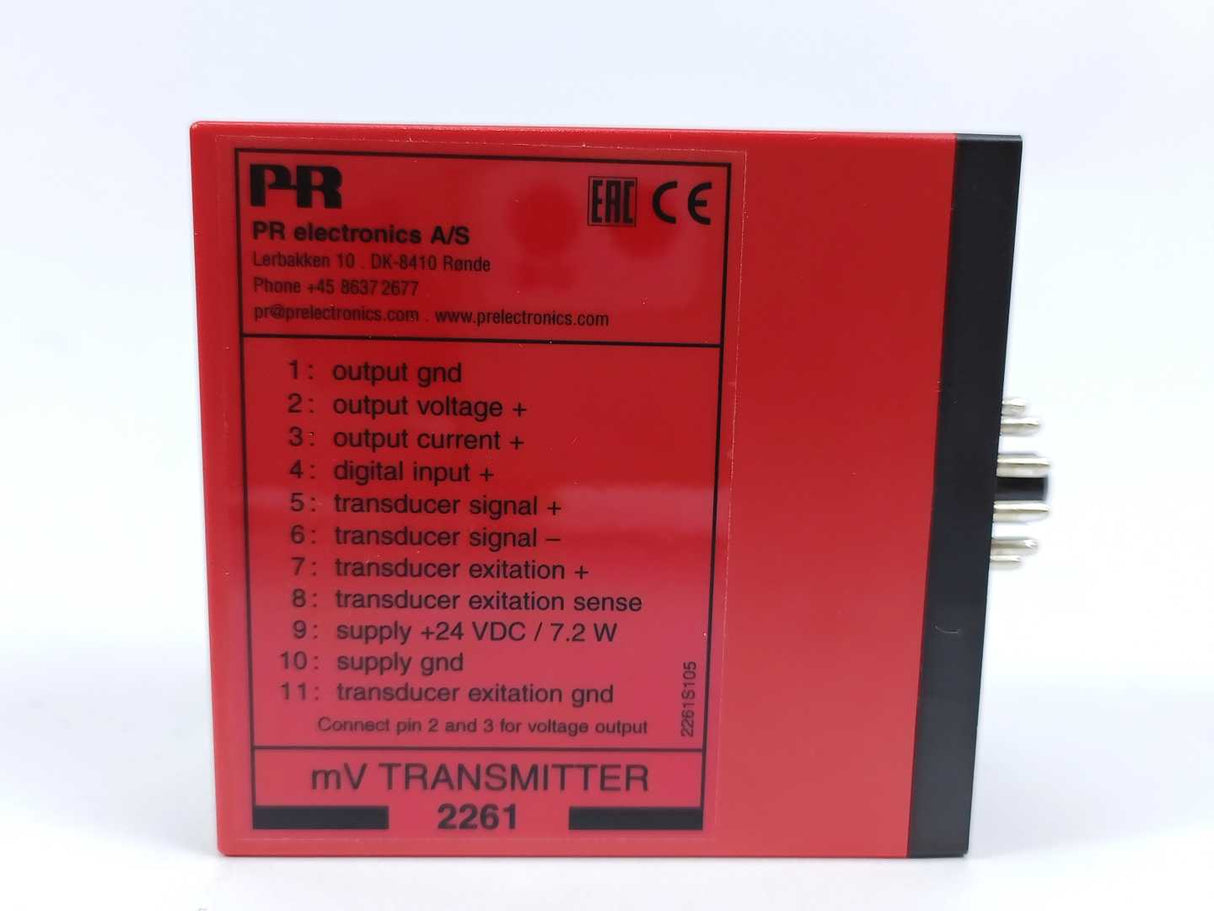 PR
EAC CE
PR electronics A/S
Lerbakken 10 . DK-8410 Rønde
Phone +45 8637 2677
pr@prelectronics.com . www.prelectronics.com
1: output gnd
2: output voltage +
3: output current +
4: digital input +
5: transducer signal +
6: transducer signal –
7: transducer exitation +
8: transducer exitation sense
9: supply +24 VDC / 7.2 W
10: supply gnd
11: transducer exitation gnd
Connect pin 2 and 3 for voltage output
2261S105
mV TRANSMITTER
2261